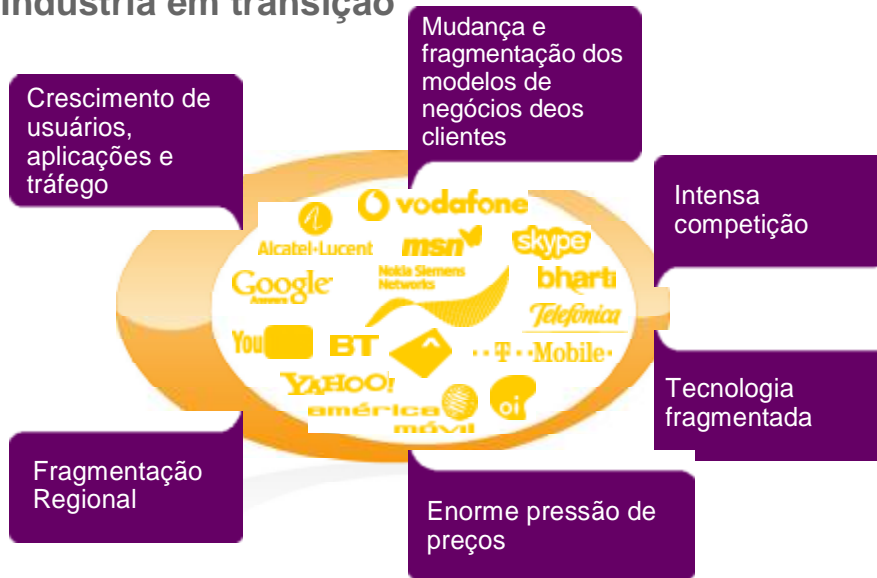 Indústria em transição
Mudança e
fragmentação dos
modelos de
negócios deos
clientes
Crescimento de
usuários,
aplicações e
tráfego
Intensa
competição
vodafone
Alcatel·Lucent
msn
skype
Google
Nokia Siemens
Networks
bharti
Telefónica
You
BT
T··Mobile·
YAHOO!
américa
móvil
oi
Tecnologia
fragmentada
Fragmentação
Regional
Enorme pressão de
preços